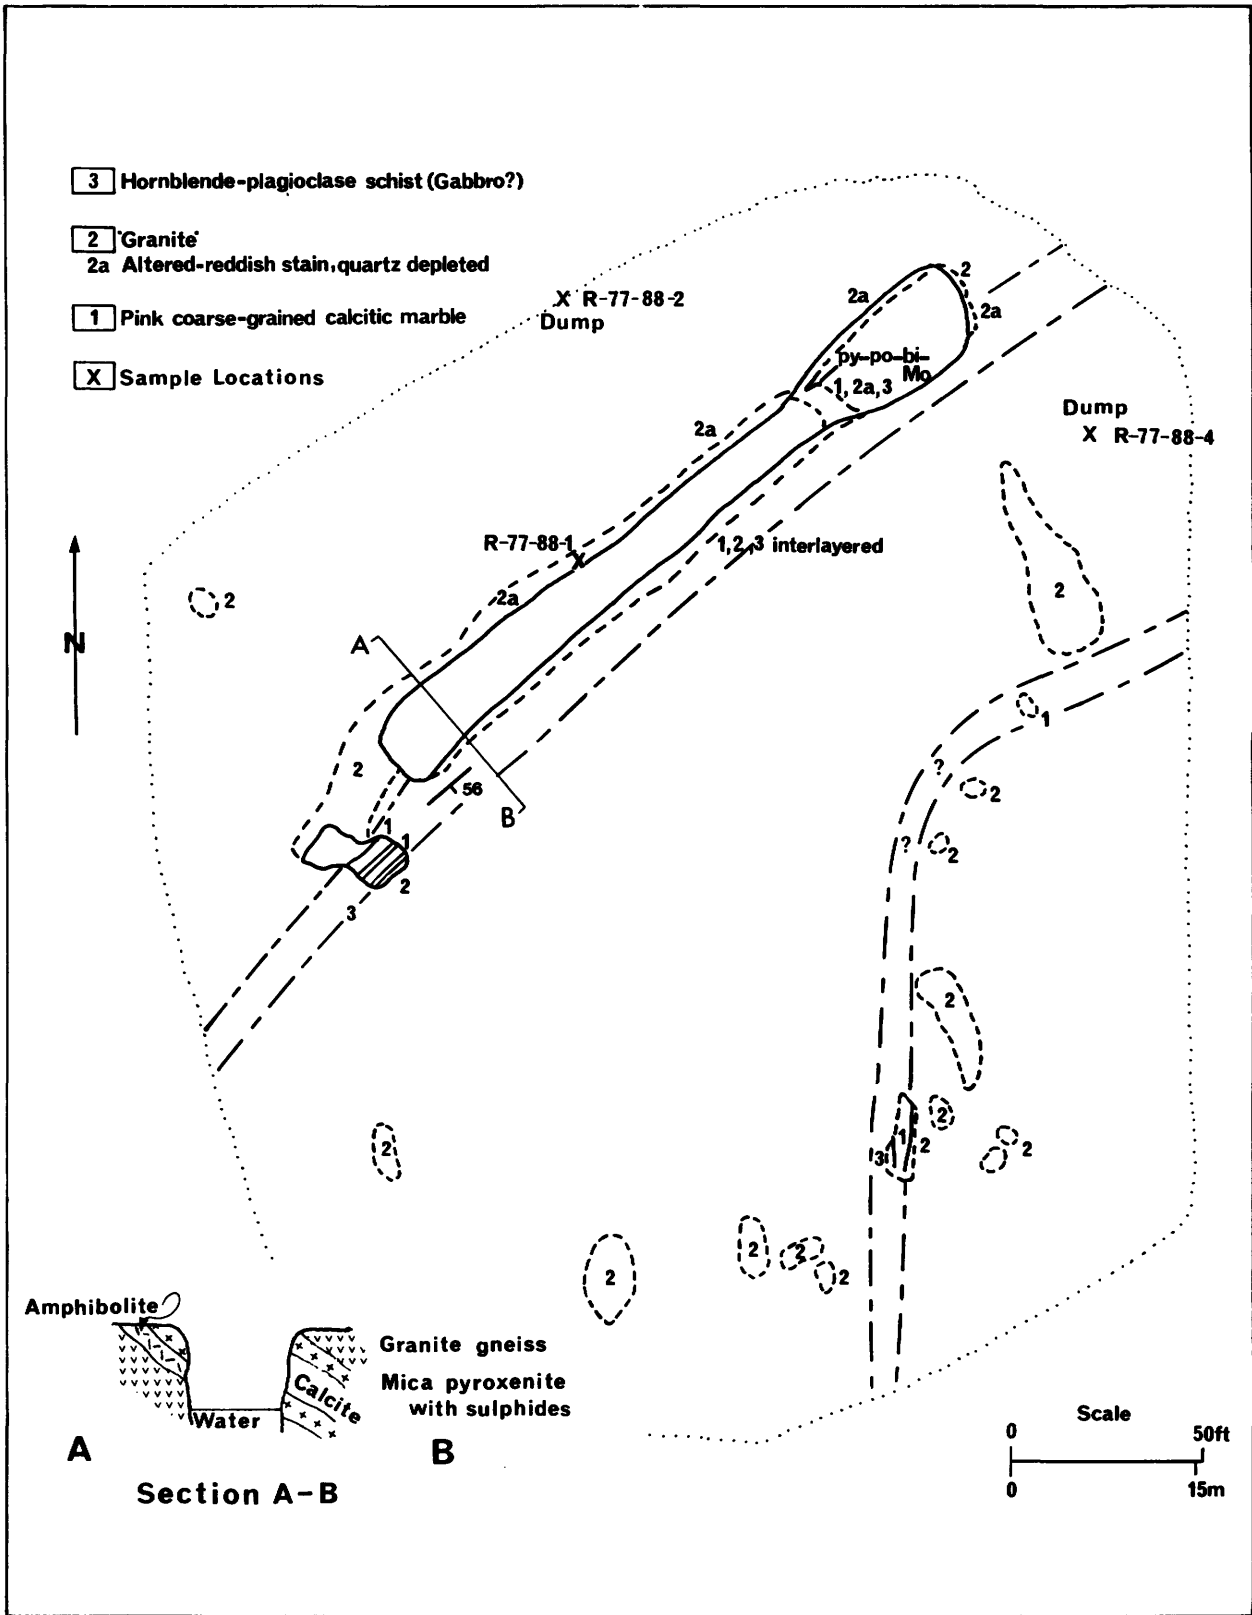 3 Hornblende-plagioclase schist (Gabbro?)
2 "Granite"
2a Altered-reddish stain, quartz depleted
1 Pink coarse-grained calcitic marble
X Sample Locations
X R-77-88-2
Dump
2a
2
2a
py-po-bi-
Mo
1, 2a, 3
2a
Dump
X R-77-88-4
R-77-88-1
X
1,2,3 interlayered
2a
2
2
N
A
1
2
?
56
2
B
1
1
?
2
2
3
2
2
1
2
2
3
2
2
2
2
2
Amphibolite
Granite gneiss
Mica pyroxenite
with sulphides
Calcite
Water
A
B
Section A-B
Scale
0 50ft
0 15m